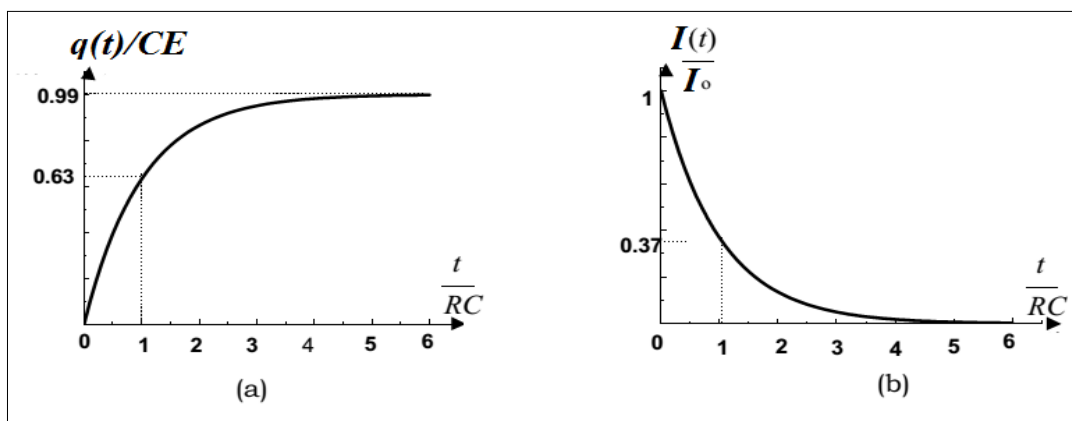 q(t)/CE
0.99
0.63
t
RC
0 1 2 3 4 5 6
(a)
I(t)
I₀
1
0.37
t
RC
0 1 2 3 4 5 6
(b)